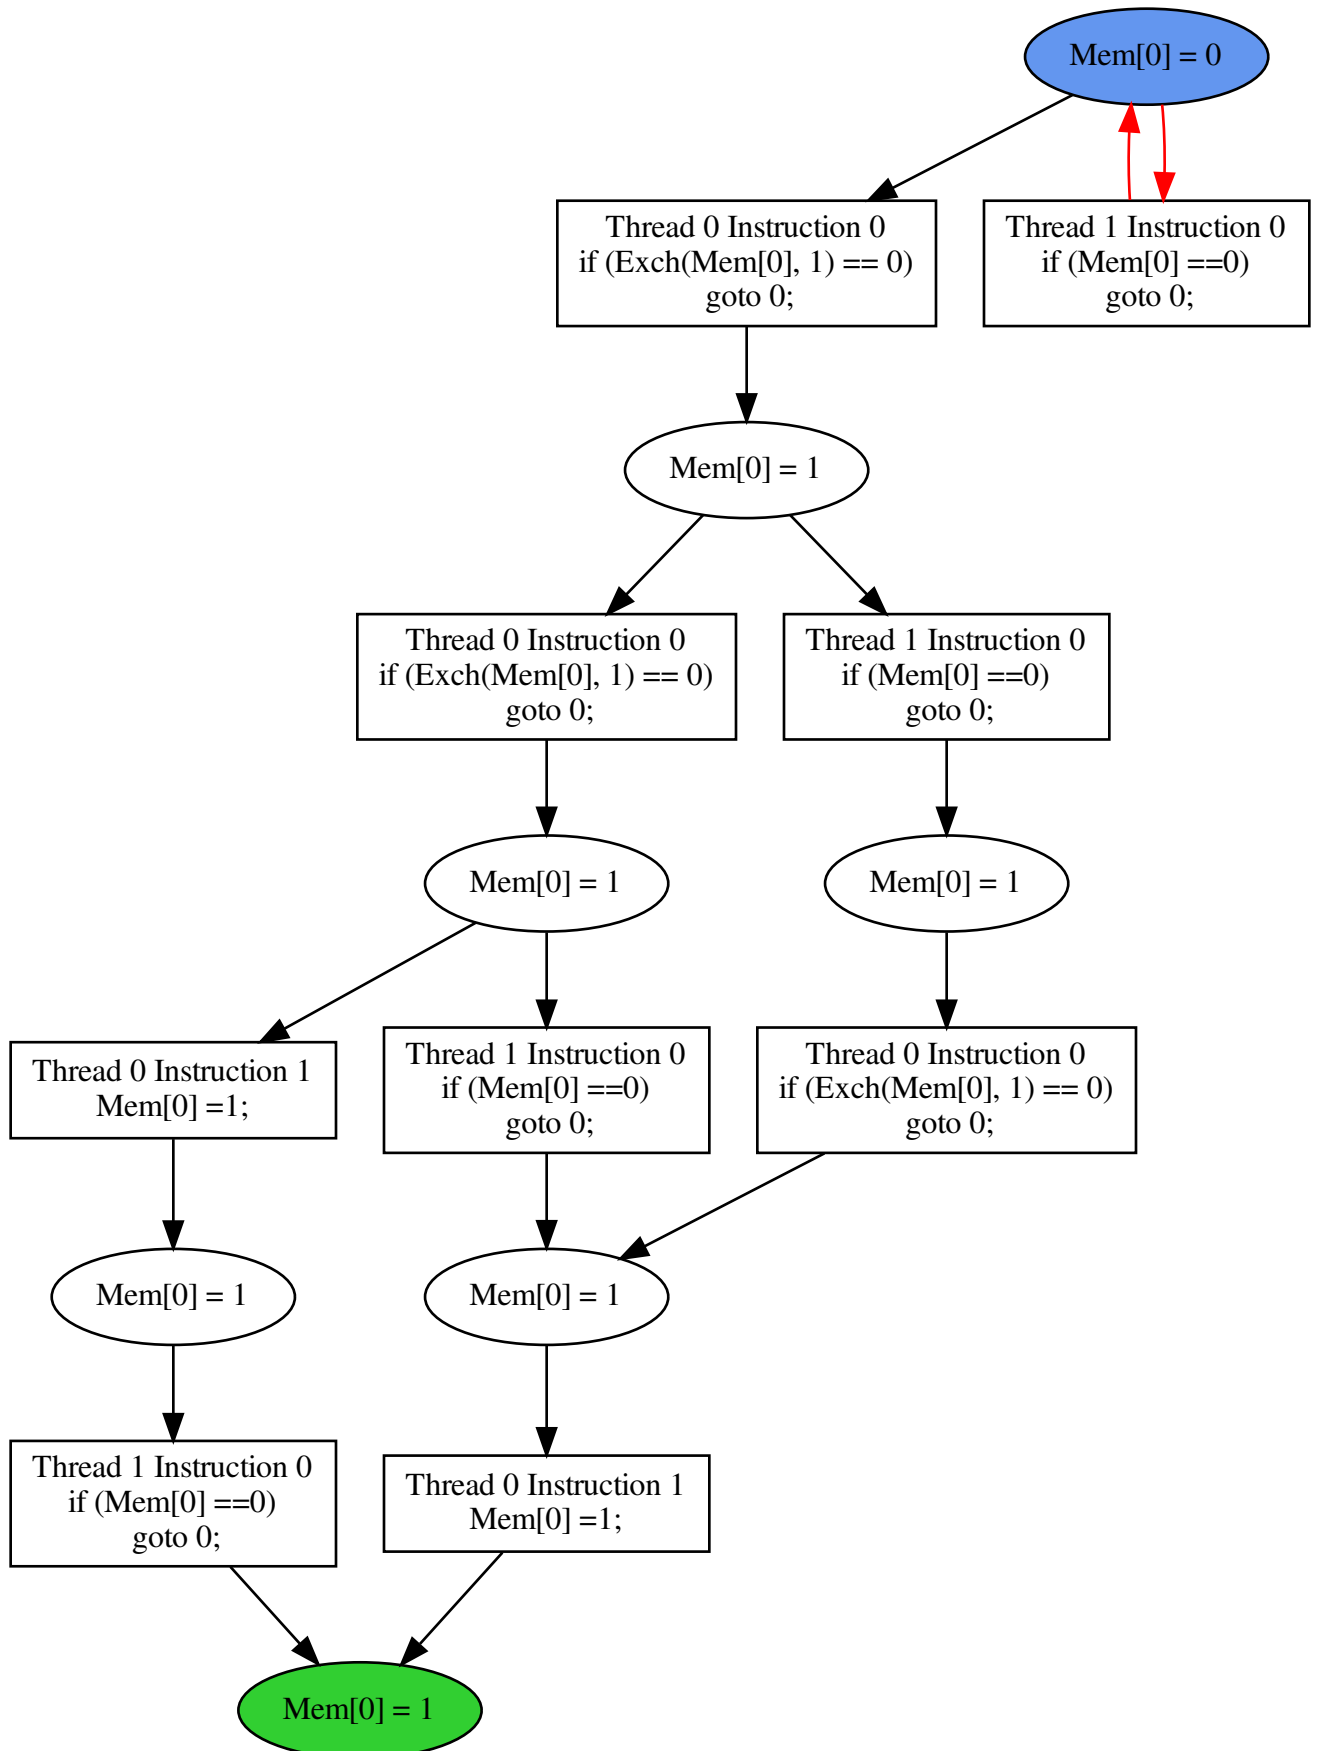 Mem[0] = 0
Thread 0 Instruction 0
if (Exch(Mem[0], 1) == 0)
goto 0;
Thread 1 Instruction 0
if (Mem[0] ==0)
goto 0;
Mem[0] = 1
Thread 0 Instruction 0
if (Exch(Mem[0], 1) == 0)
goto 0;
Thread 1 Instruction 0
if (Mem[0] ==0)
goto 0;
Mem[0] = 1
Mem[0] = 1
Thread 0 Instruction 1
Mem[0] =1;
Thread 1 Instruction 0
if (Mem[0] ==0)
goto 0;
Thread 0 Instruction 0
if (Exch(Mem[0], 1) == 0)
goto 0;
Mem[0] = 1
Mem[0] = 1
Thread 1 Instruction 0
if (Mem[0] ==0)
goto 0;
Thread 0 Instruction 1
Mem[0] =1;
Mem[0] = 1